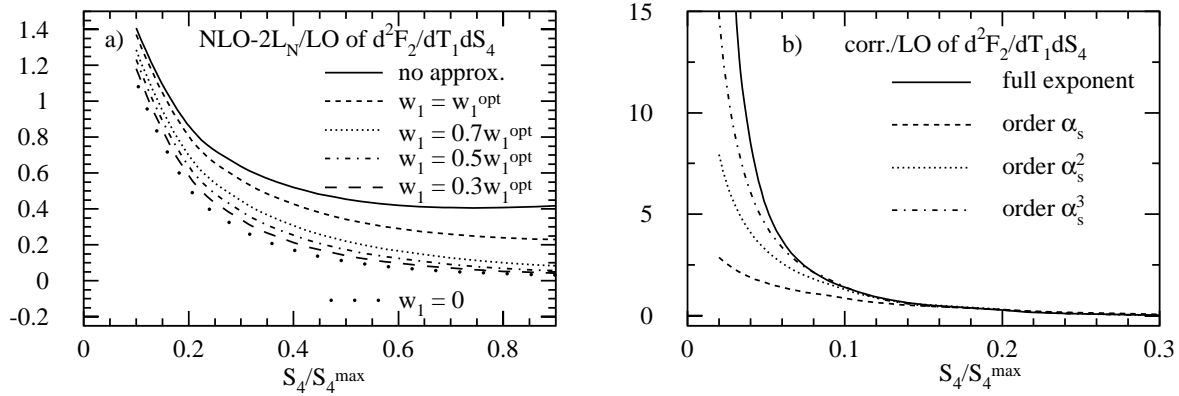 a) NLO-2L_N/LO of d²F₂/dT₁dS₄
no approx.
w₁ = w₁^opt
w₁ = 0.7w₁^opt
w₁ = 0.5w₁^opt
w₁ = 0.3w₁^opt
w₁ = 0
1.4
1.2
1
0.8
0.6
0.4
0.2
0
-0.2
0 0.2 0.4 0.6 0.8
S₄/S₄^max
b) corr./LO of d²F₂/dT₁dS₄
full exponent
order α_s
order α_s²
order α_s³
15
10
5
0
0 0.1 0.2 0.3
S₄/S₄^max